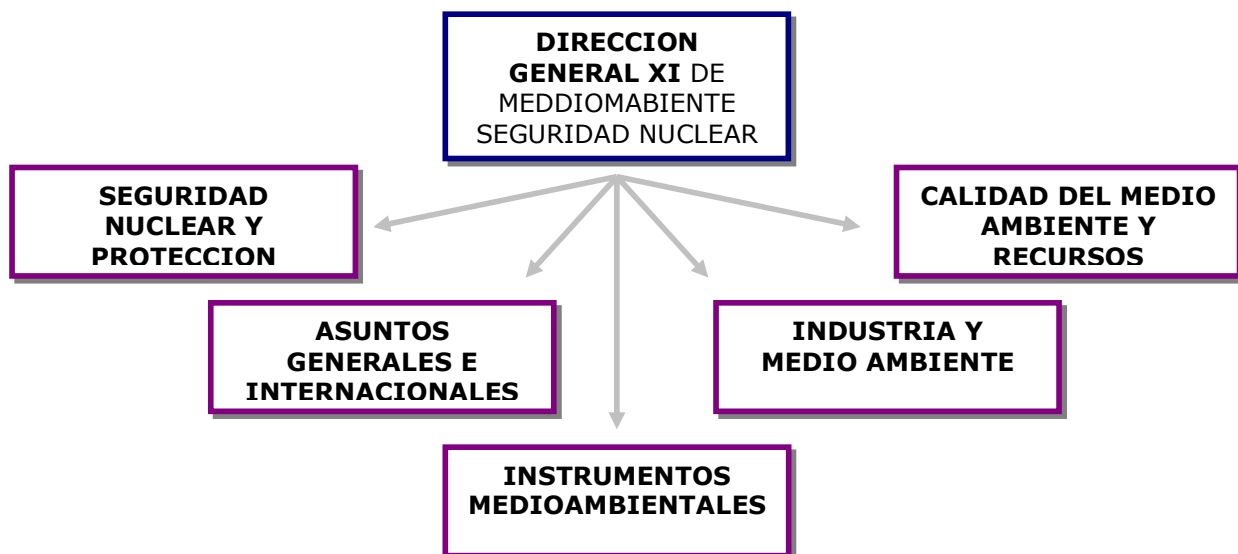 DIRECCION
GENERAL XI DE
MEDDIOMABIENTE
SEGURIDAD NUCLEAR
SEGURIDAD
NUCLEAR Y
PROTECCION
CALIDAD DEL MEDIO
AMBIENTE Y
RECURSOS
ASUNTOS
GENERALES E
INTERNACIONALES
INDUSTRIA Y
MEDIO AMBIENTE
INSTRUMENTOS
MEDIOAMBIENTALES